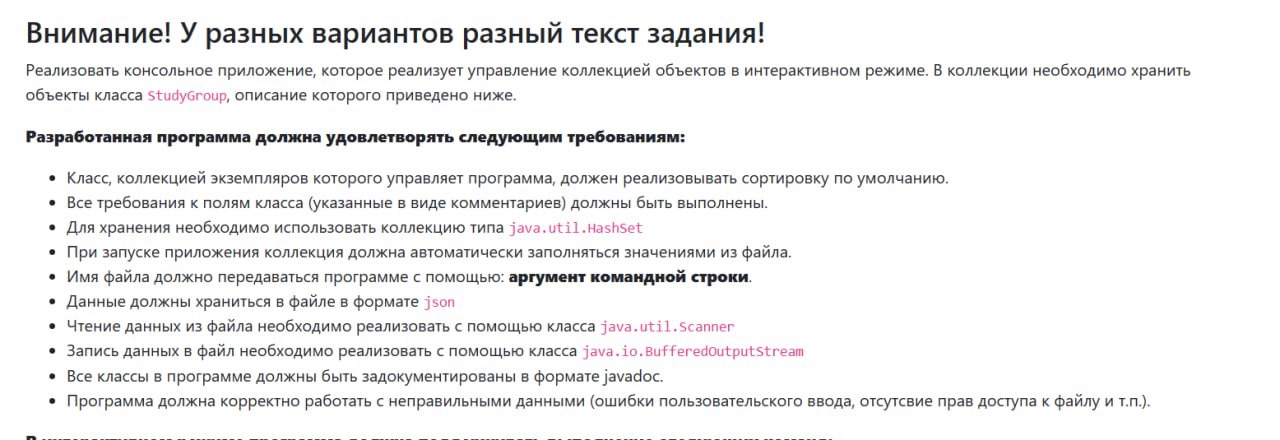 Внимание! У разных вариантов разный текст задания!
Реализовать консольное приложение, которое реализует управление коллекцией объектов в интерактивном режиме. В коллекции необходимо хранить
объекты класса StudyGroup, описание которого приведено ниже.
Разработанная программа должна удовлетворять следующим требованиям:
Класс, коллекцией экземпляров которого управляет программа, должен реализовывать сортировку по умолчанию.
Все требования к полям класса (указанные в виде комментариев) должны быть выполнены.
Для хранения необходимо использовать коллекцию типа java.util.HashSet
При запуске приложения коллекция должна автоматически заполняться значениями из файла.
Имя файла должно передаваться программе с помощью: аргумент командной строки.
Данные должны храниться в файле в формате json
Чтение данных из файла необходимо реализовать с помощью класса java.util.Scanner
Запись данных в файл необходимо реализовать с помощью класса java.io.BufferedOutputStream
Все классы в программе должны быть задокументированы в формате javadoc.
Программа должна корректно работать с неправильными данными (ошибки пользовательского ввода, отсутсвие прав доступа к файлу и т.п.).